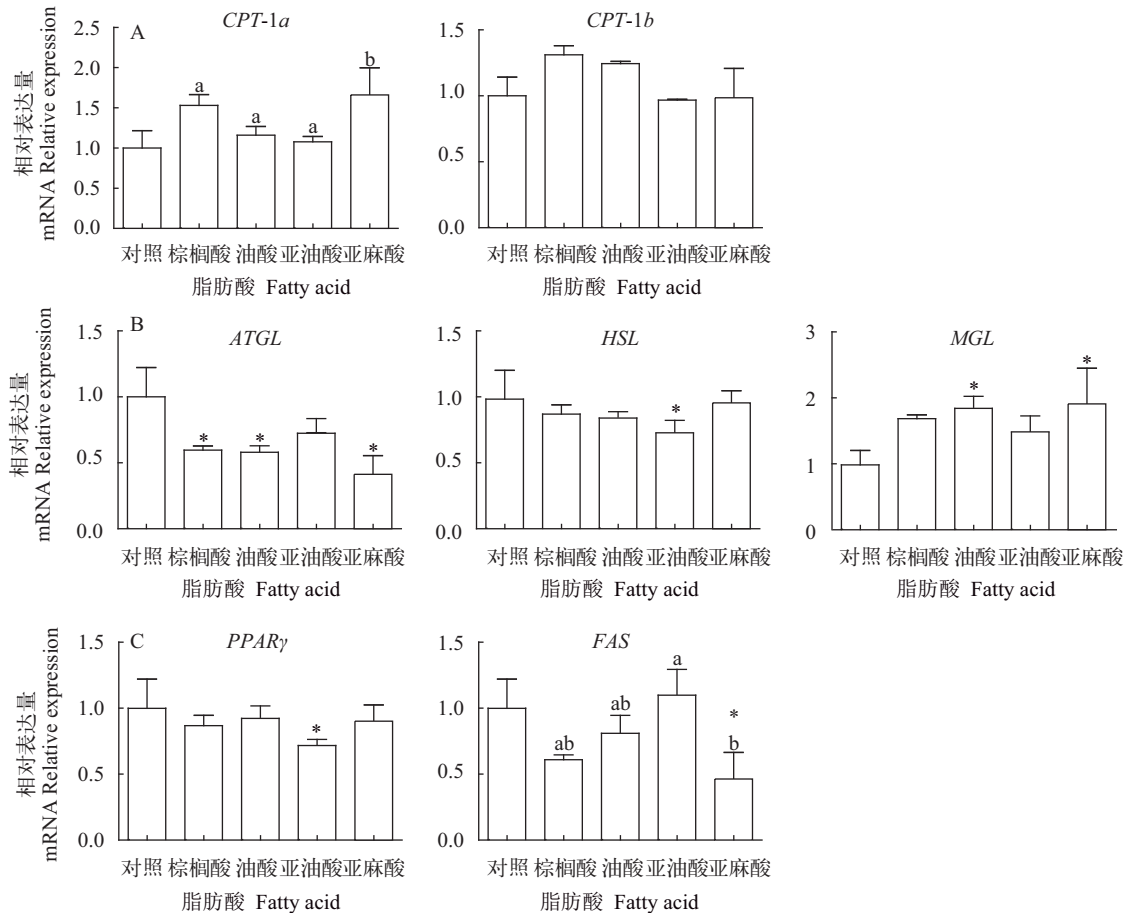 A
CPT-1a
相对表达量
mRNA Relative expression
2.5
2.0
1.5
1.0
0.5
0.0
a
a
a
b
对照 棕榈酸 油酸 亚油酸 亚麻酸
脂肪酸 Fatty acid
CPT-1b
1.5
1.0
0.5
0.0
对照 棕榈酸 油酸 亚油酸 亚麻酸
脂肪酸 Fatty acid
B
ATGL
相对表达量
mRNA Relative expression
1.5
1.0
0.5
0.0
*
*
*
对照 棕榈酸 油酸 亚油酸 亚麻酸
脂肪酸 Fatty acid
HSL
1.5
1.0
0.5
0.0
*
对照 棕榈酸 油酸 亚油酸 亚麻酸
脂肪酸 Fatty acid
MGL
3
2
1
0
*
*
对照 棕榈酸 油酸 亚油酸 亚麻酸
脂肪酸 Fatty acid
C
PPARγ
相对表达量
mRNA Relative expression
1.5
1.0
0.5
0.0
*
对照 棕榈酸 油酸 亚油酸 亚麻酸
脂肪酸 Fatty acid
FAS
1.5
1.0
0.5
0.0
ab
ab
a
*
b
对照 棕榈酸 油酸 亚油酸 亚麻酸
脂肪酸 Fatty acid